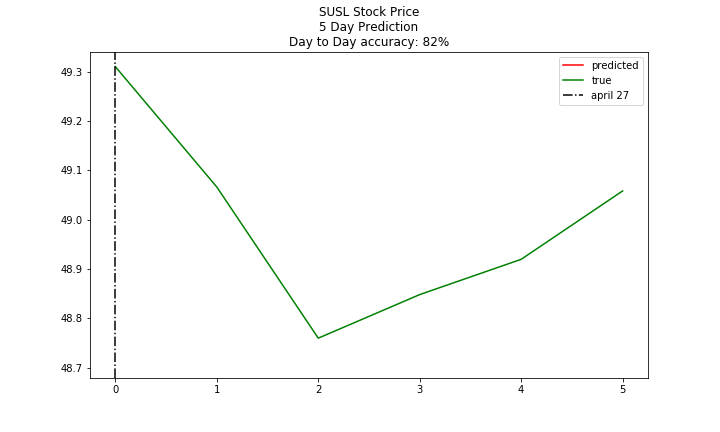 SUSL Stock Price
5 Day Prediction
Day to Day accuracy: 82%
predicted
true
april 27
49.3
49.2
49.1
49.0
48.9
48.8
48.7
0 1 2 3 4 5